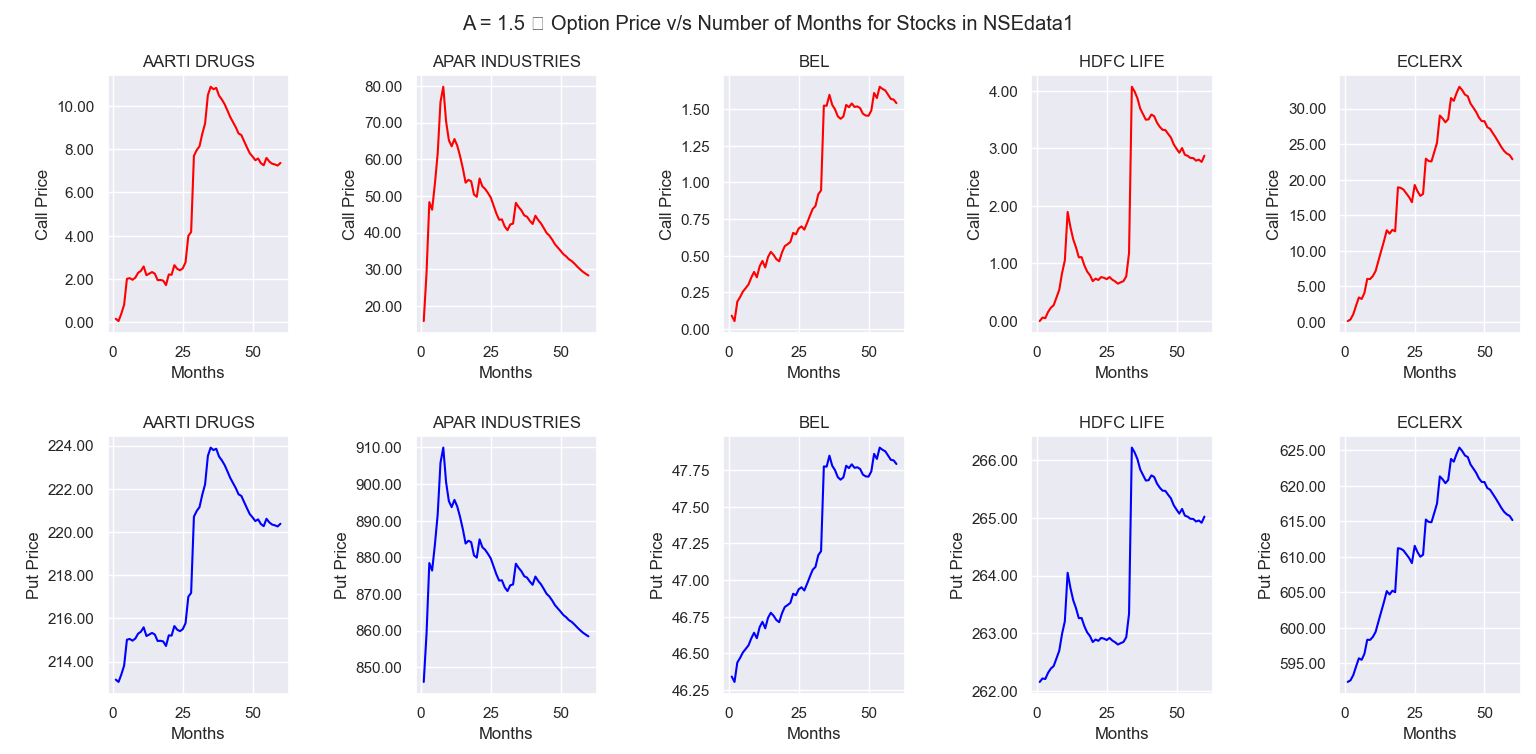 A = 1.5 ▯ Option Price v/s Number of Months for Stocks in NSEdata1
AARTI DRUGS
Call Price
10.00
8.00
6.00
4.00
2.00
0.00
0 25 50
Months
APAR INDUSTRIES
Call Price
80.00
70.00
60.00
50.00
40.00
30.00
20.00
0 25 50
Months
BEL
Call Price
1.50
1.25
1.00
0.75
0.50
0.25
0.00
0 25 50
Months
HDFC LIFE
Call Price
4.00
3.00
2.00
1.00
0.00
0 25 50
Months
ECLERX
Call Price
30.00
25.00
20.00
15.00
10.00
5.00
0.00
0 25 50
Months
AARTI DRUGS
Put Price
224.00
222.00
220.00
218.00
216.00
214.00
0 25 50
Months
APAR INDUSTRIES
Put Price
910.00
900.00
890.00
880.00
870.00
860.00
850.00
0 25 50
Months
BEL
Put Price
47.75
47.50
47.25
47.00
46.75
46.50
46.25
0 25 50
Months
HDFC LIFE
Put Price
266.00
265.00
264.00
263.00
262.00
0 25 50
Months
ECLERX
Put Price
625.00
620.00
615.00
610.00
605.00
600.00
595.00
0 25 50
Months